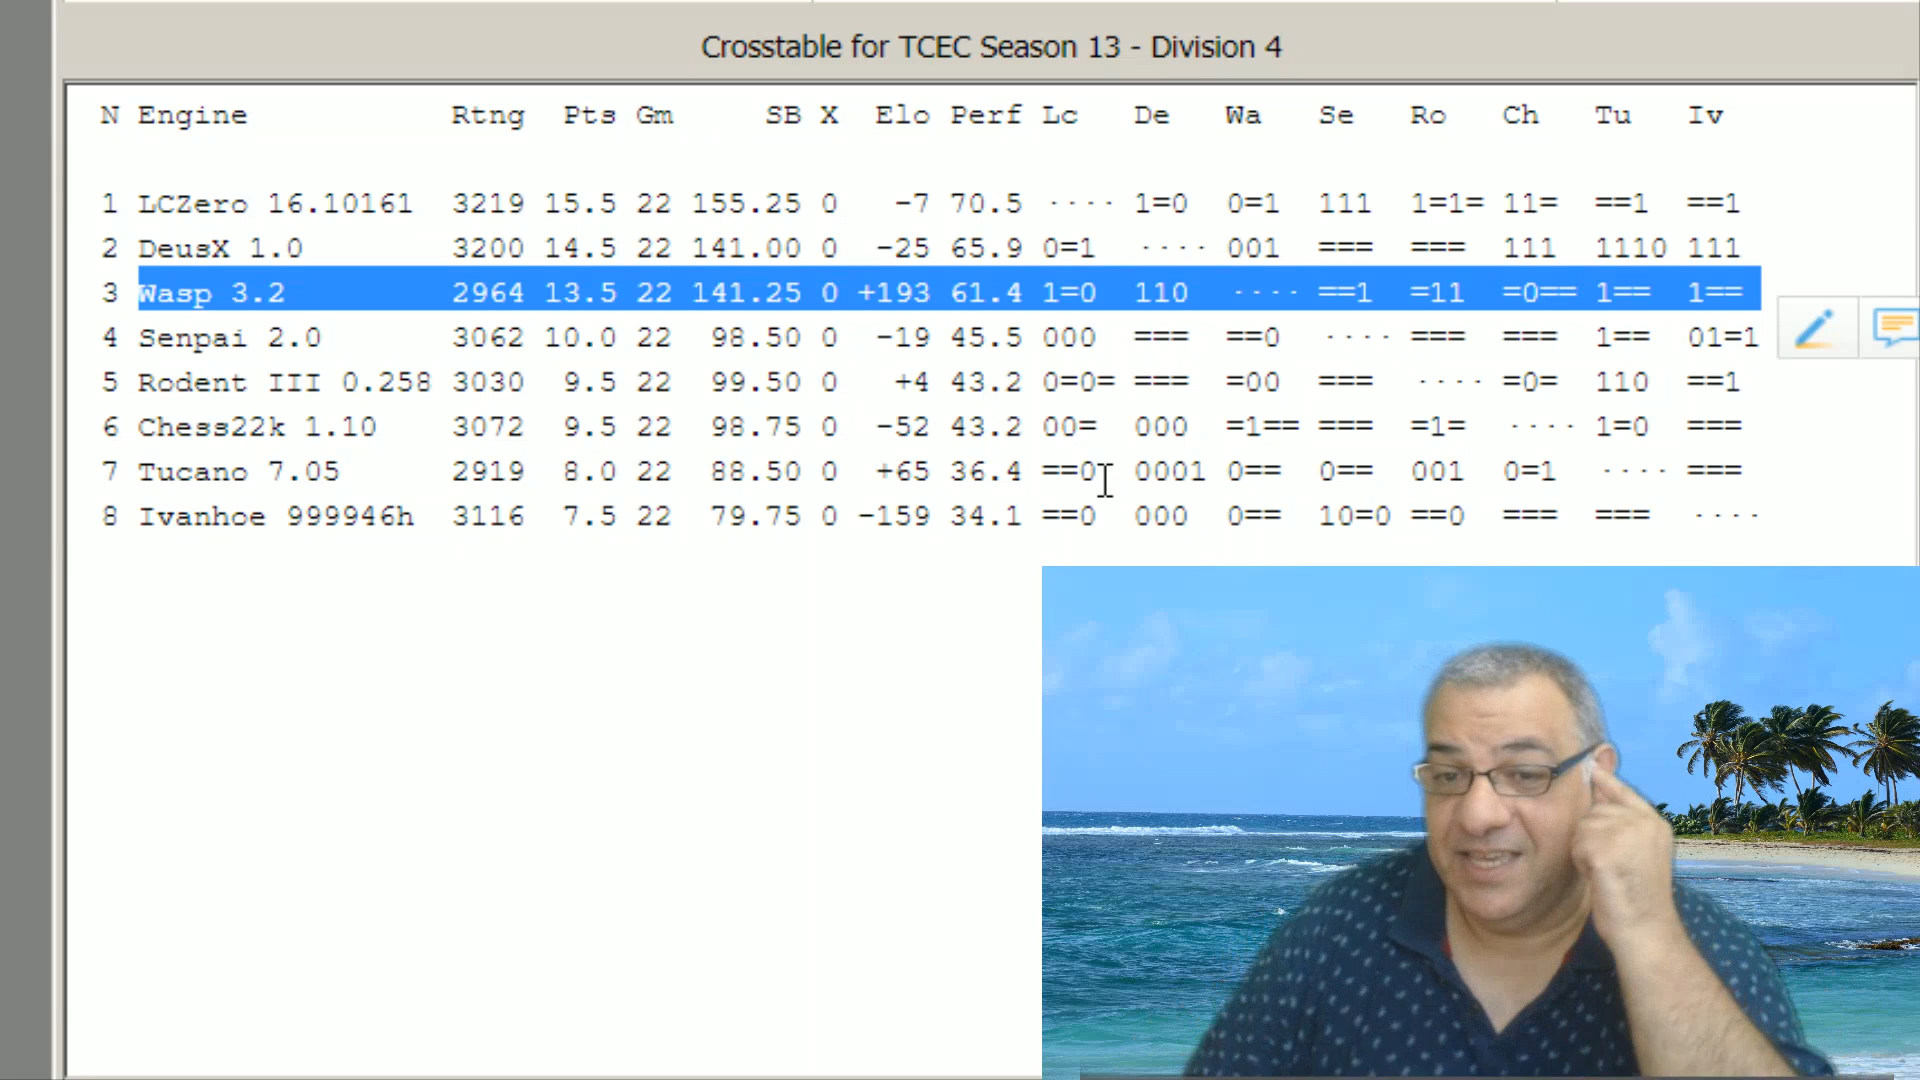 Crosstable for TCEC Season 13 - Division 4
N Engine Rtng Pts Gm SB X Elo Perf Lc De Wa Se Ro Ch Tu Iv
1 LCZero 16.10161 3219 15.5 22 155.25 0 -7 70.5 ···· 1=0 0=1 111 1=1= 11= ==1 ==1
2 DeusX 1.0 3200 14.5 22 141.00 0 -25 65.9 0=1 ···· 001 === === 111 1110 111
3 Wasp 3.2 2964 13.5 22 141.25 0 +193 61.4 1=0 110 ···· ==1 =11 =0== 1== 1==
4 Senpai 2.0 3062 10.0 22 98.50 0 -19 45.5 000 === ==0 ···· === === 1== 01=1
5 Rodent III 0.258 3030 9.5 22 99.50 0 +4 43.2 0=0= === =00 === ···· =0= 110 ==1
6 Chess22k 1.10 3072 9.5 22 98.75 0 -52 43.2 00= 000 =1== === =1= ···· 1=0 ===
7 Tucano 7.05 2919 8.0 22 88.50 0 +65 36.4 ==0 0001 0== 0== 001 0=1 ···· ===
8 Ivanhoe 999946h 3116 7.5 22 79.75 0 -159 34.1 ==0 000 0== 10=0 ==0 === === ····